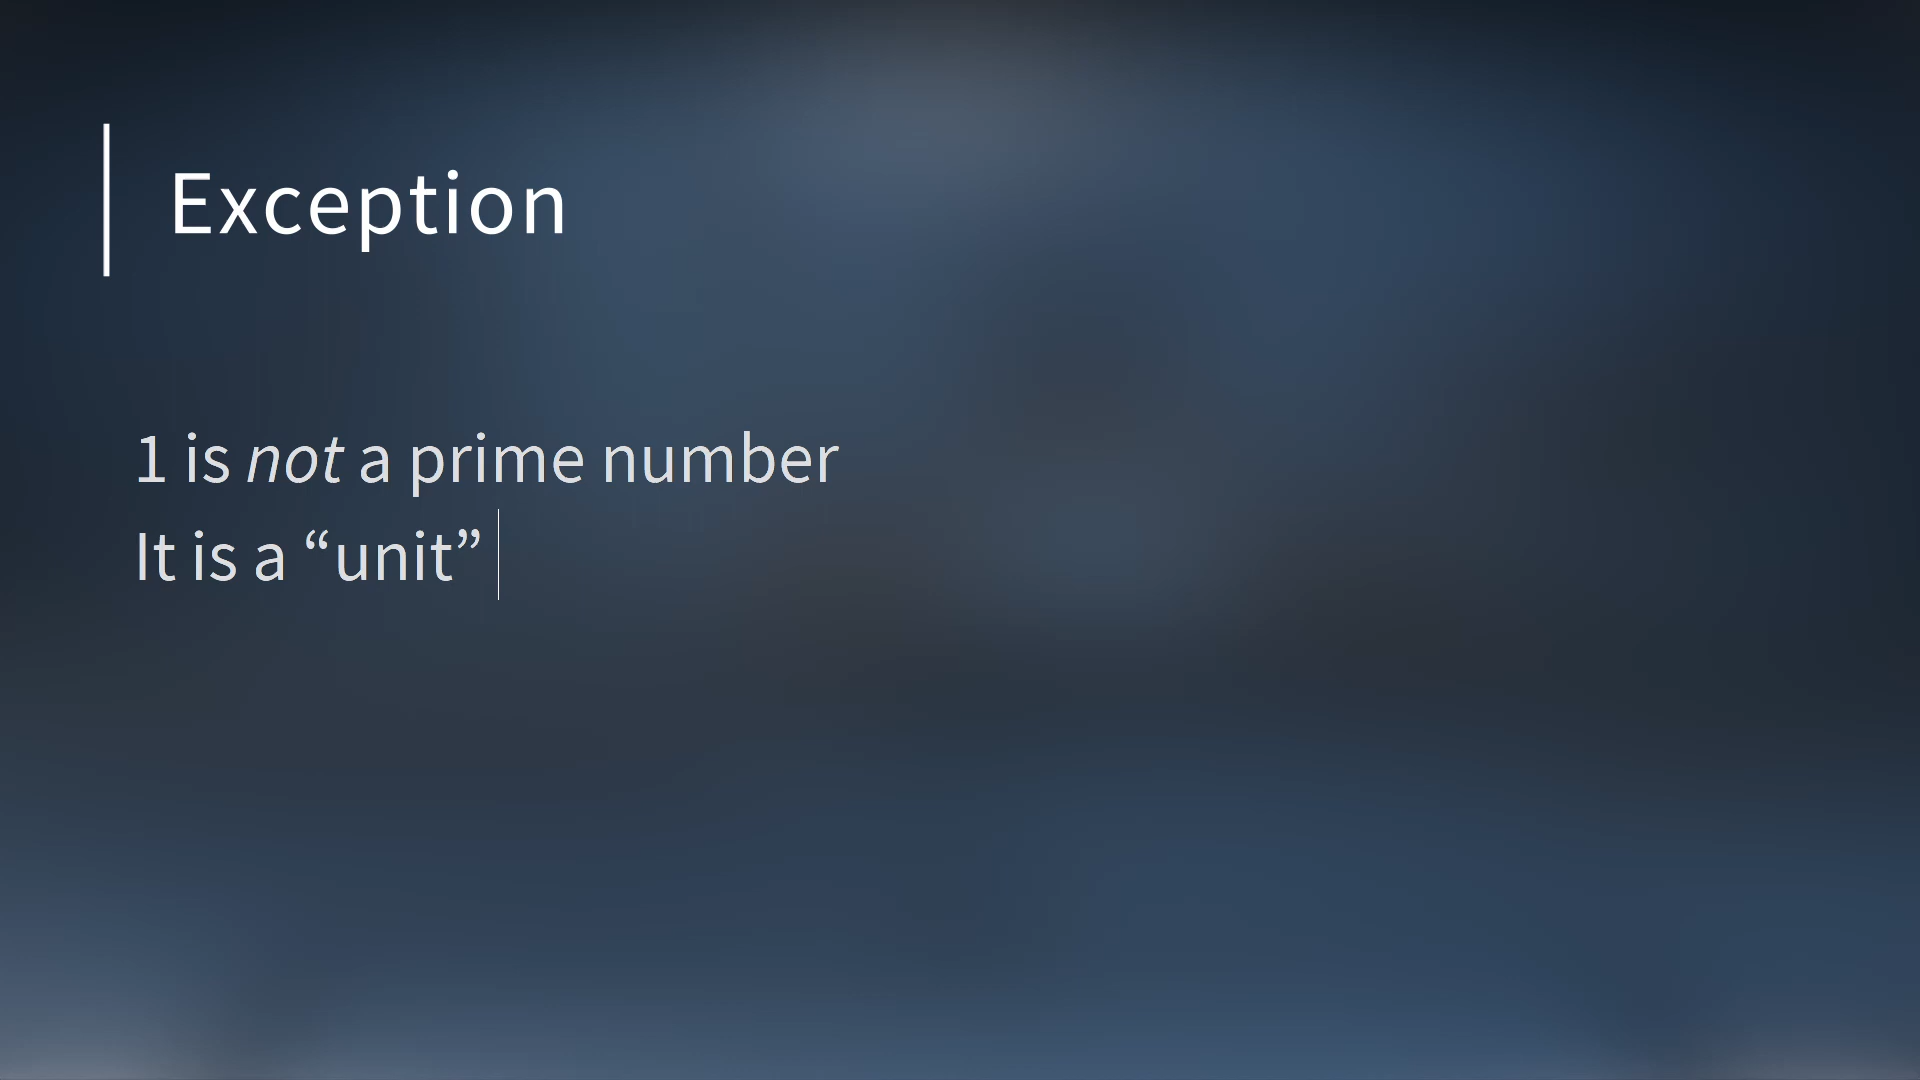 Exception
1 is not a prime number
It is a “unit”